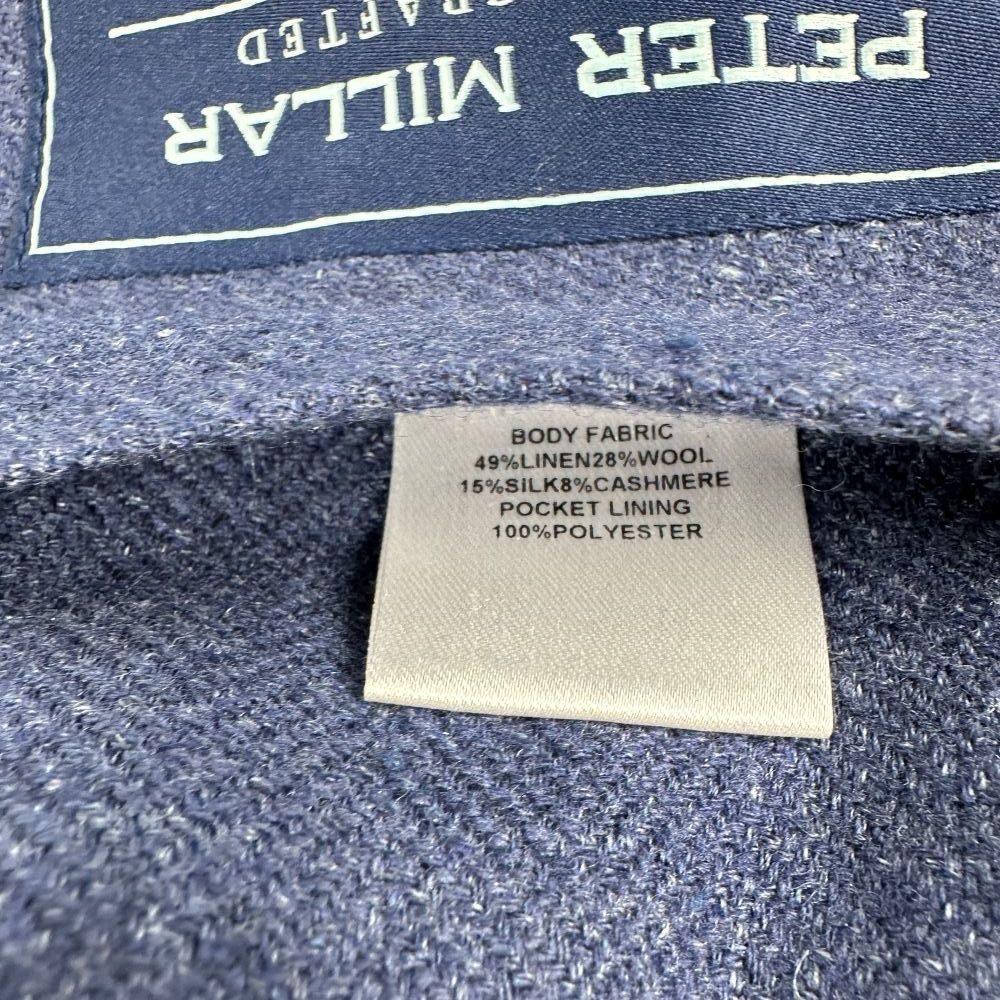 PETER MILLAR
CRAFTED
BODY FABRIC
49%LINEN28%WOOL
15%SILK8%CASHMERE
POCKET LINING
100%POLYESTER